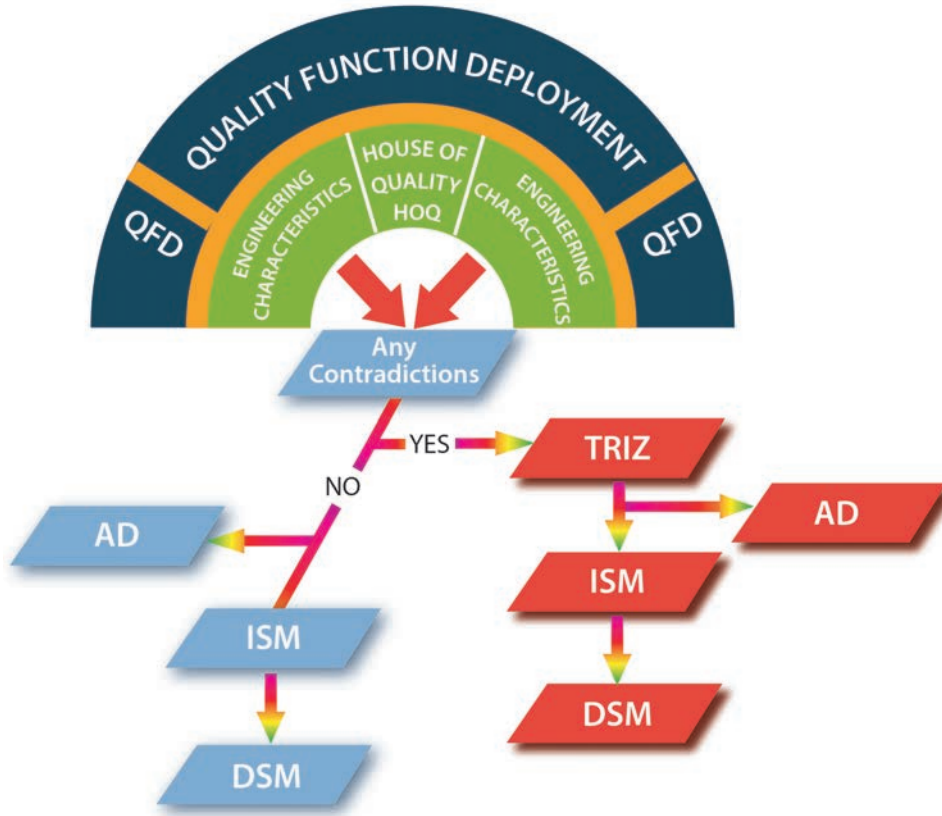 QUALITY FUNCTION DEPLOYMENT
QFD
ENGINEERING
CHARACTERISTICS
HOUSE OF
QUALITY
HOQ
ENGINEERING
CHARACTERISTICS
QFD
Any
Contradictions
YES
TRIZ
NO
AD
AD
ISM
ISM
DSM
DSM